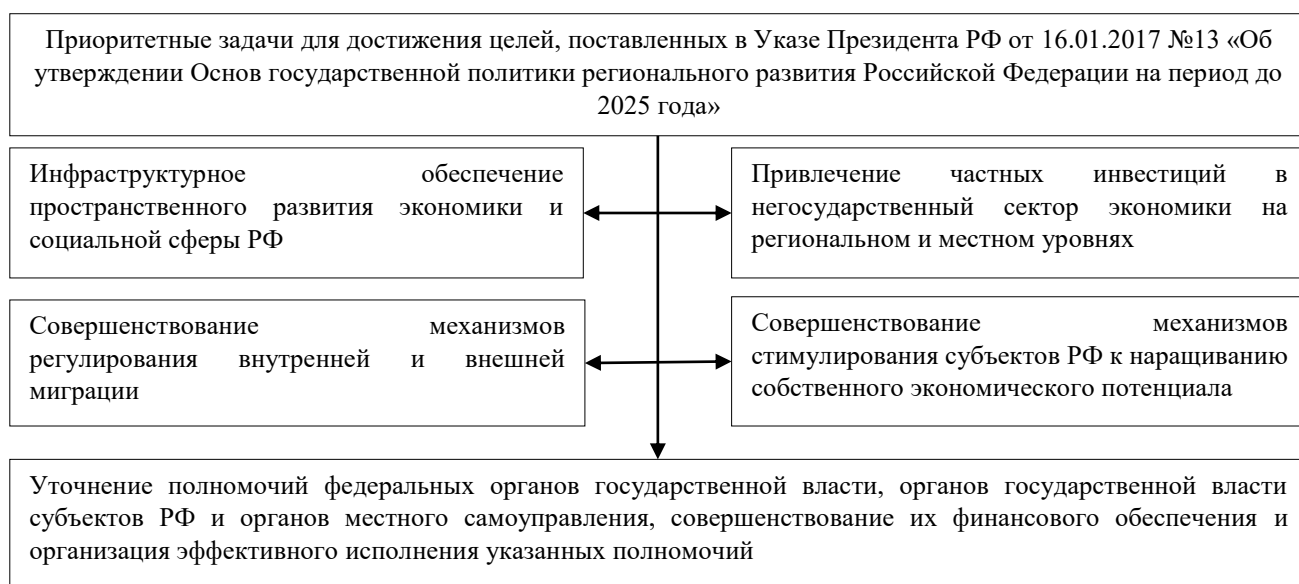 Приоритетные задачи для достижения целей, поставленных в Указе Президента РФ от 16.01.2017 №13 «Об
утверждении Основ государственной политики регионального развития Российской Федерации на период до
2025 года»
Инфраструктурное обеспечение
пространственного развития экономики и
социальной сферы РФ
Привлечение частных инвестиций в
негосударственный сектор экономики на
региональном и местном уровнях
Совершенствование механизмов
регулирования внутренней и внешней
миграции
Совершенствование механизмов
стимулирования субъектов РФ к наращиванию
собственного экономического потенциала
Уточнение полномочий федеральных органов государственной власти, органов государственной власти
субъектов РФ и органов местного самоуправления, совершенствование их финансового обеспечения и
организация эффективного исполнения указанных полномочий